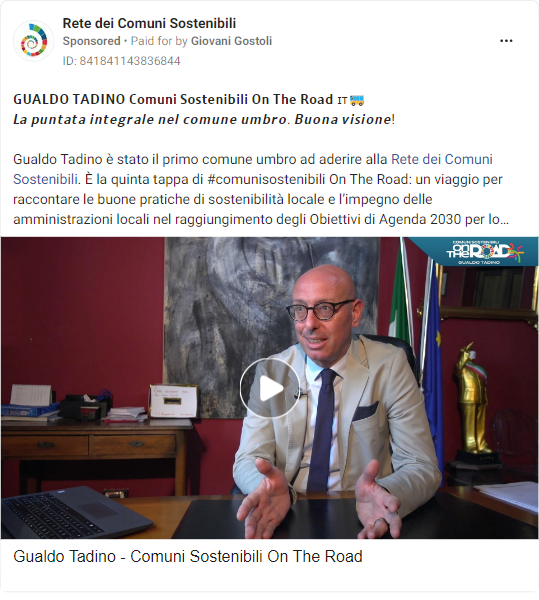 Rete dei Comuni Sostenibili
Sponsored • Paid for by Giovani Gostoli
ID: 841841143836844
GUALDO TADINO Comuni Sostenibili On The Road IT
La puntata integrale nel comune umbro. Buona visione!
Gualdo Tadino è stato il primo comune umbro ad aderire alla Rete dei Comuni
Sostenibili. È la quinta tappa di #comunisostenibili On The Road: un viaggio per
raccontare le buone pratiche di sostenibilità locale e l'impegno delle
amministrazioni locali nel raggiungimento degli Obiettivi di Agenda 2030 per lo...
COMUNI SOSTENIBILI
ON
THE ROAD
GUALDO TADINO
Gualdo Tadino - Comuni Sostenibili On The Road